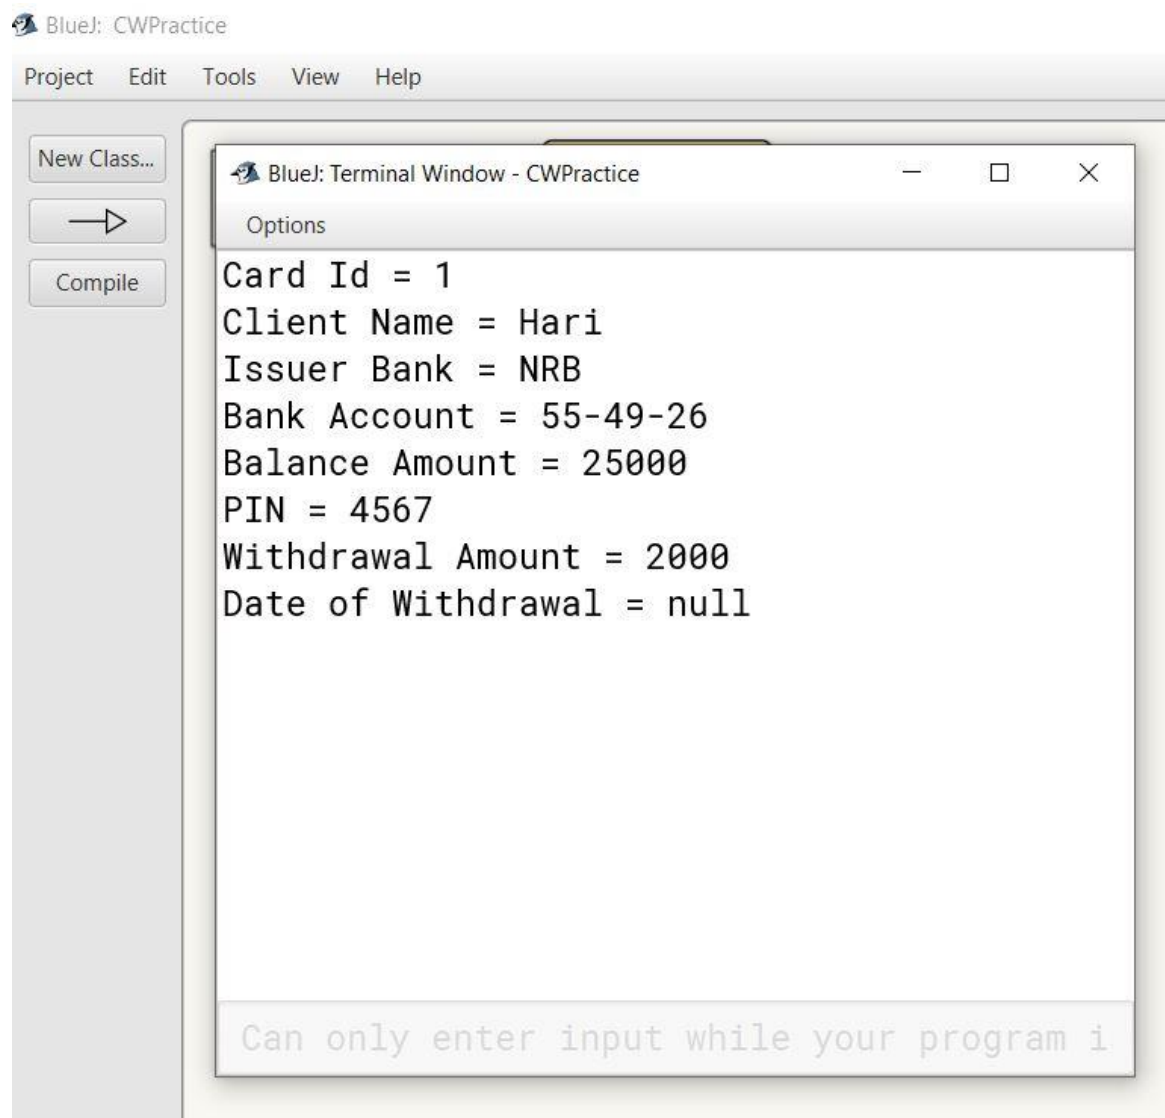 BlueJ: CWPractice
Project Edit Tools View Help
New Class...
Compile
BlueJ: Terminal Window - CWPractice
Options
Card Id = 1
Client Name = Hari
Issuer Bank = NRB
Bank Account = 55-49-26
Balance Amount = 25000
PIN = 4567
Withdrawal Amount = 2000
Date of Withdrawal = null
Can only enter input while your program i